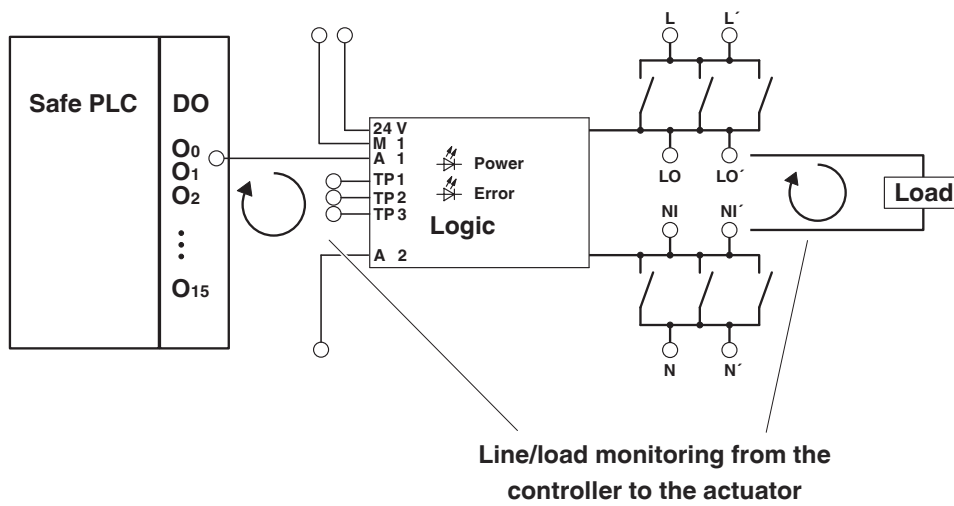 Safe PLC
DO
O0
O1
O2
O15
24 V
M 1
A 1
TP 1
TP 2
TP 3
A 2
Power
Error
Logic
L
L´
LO
LO´
NI
NI´
N
N´
Load
Line/load monitoring from the
controller to the actuator